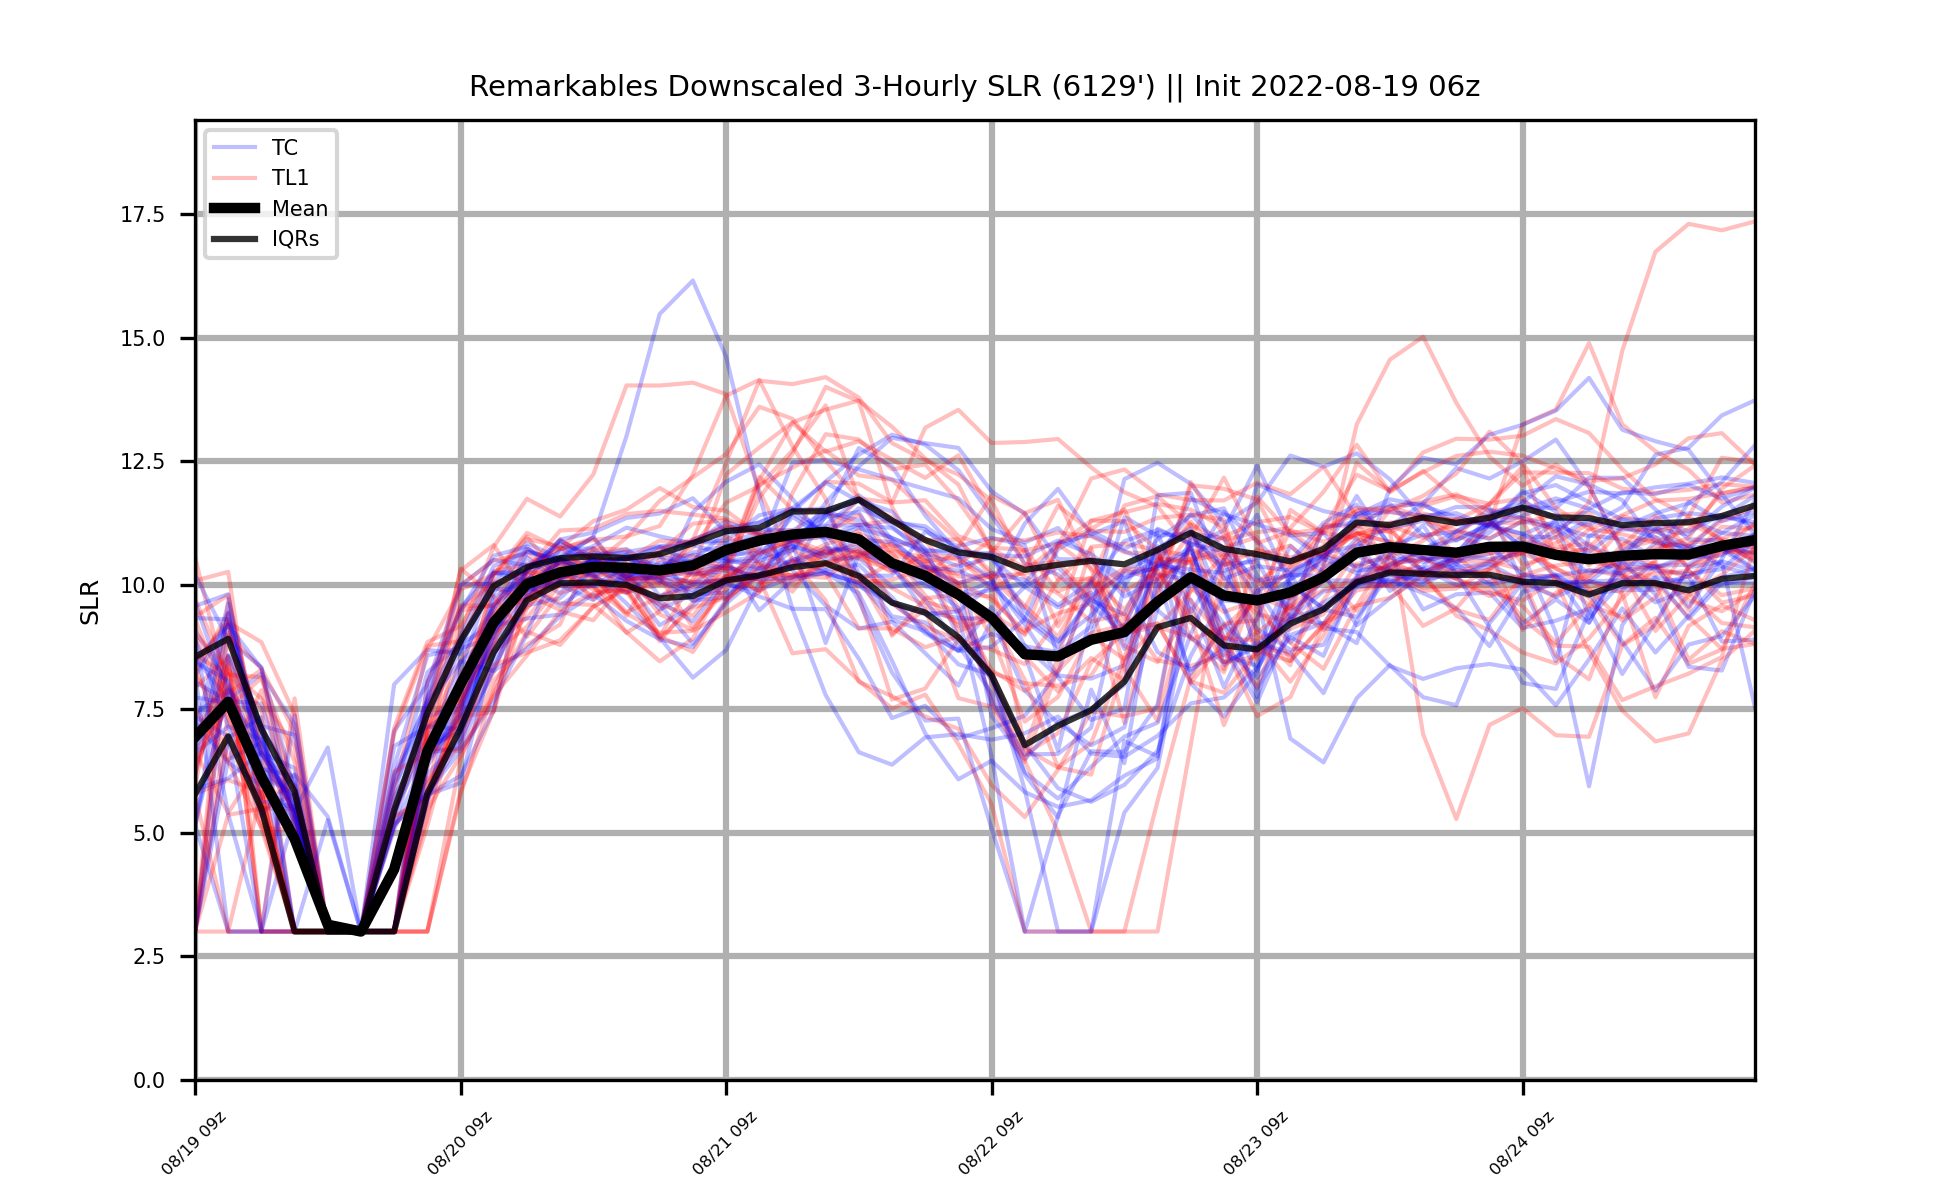 Remarkables Downscaled 3-Hourly SLR (6129') || Init 2022-08-19 06z
TC
TL1
Mean
IQRs
SLR
17.5
15.0
12.5
10.0
7.5
5.0
2.5
0.0
08/19 09z
08/20 09z
08/21 09z
08/22 09z
08/23 09z
08/24 09z